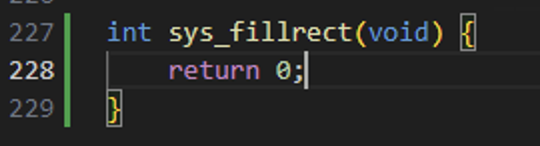 227 int sys_fillrect(void) {
228 return 0;
229 }